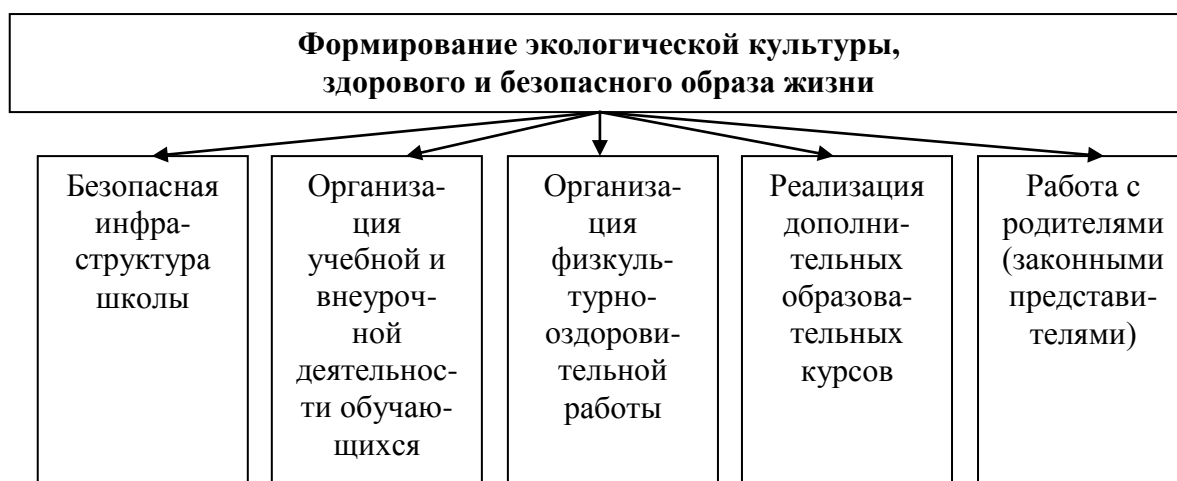 Формирование экологической культуры,
здорового и безопасного образа жизни
Безопасная
инфра-
структура
школы
Организа-
ция
учебной и
внеуроч-
ной
деятельнос-
ти обучаю-
щихся
Организа-
ция
физкуль-
турно-
оздорови-
тельной
работы
Реализация
дополни-
тельных
образова-
тельных
курсов
Работа с
родителями
(законными
представи-
телями)